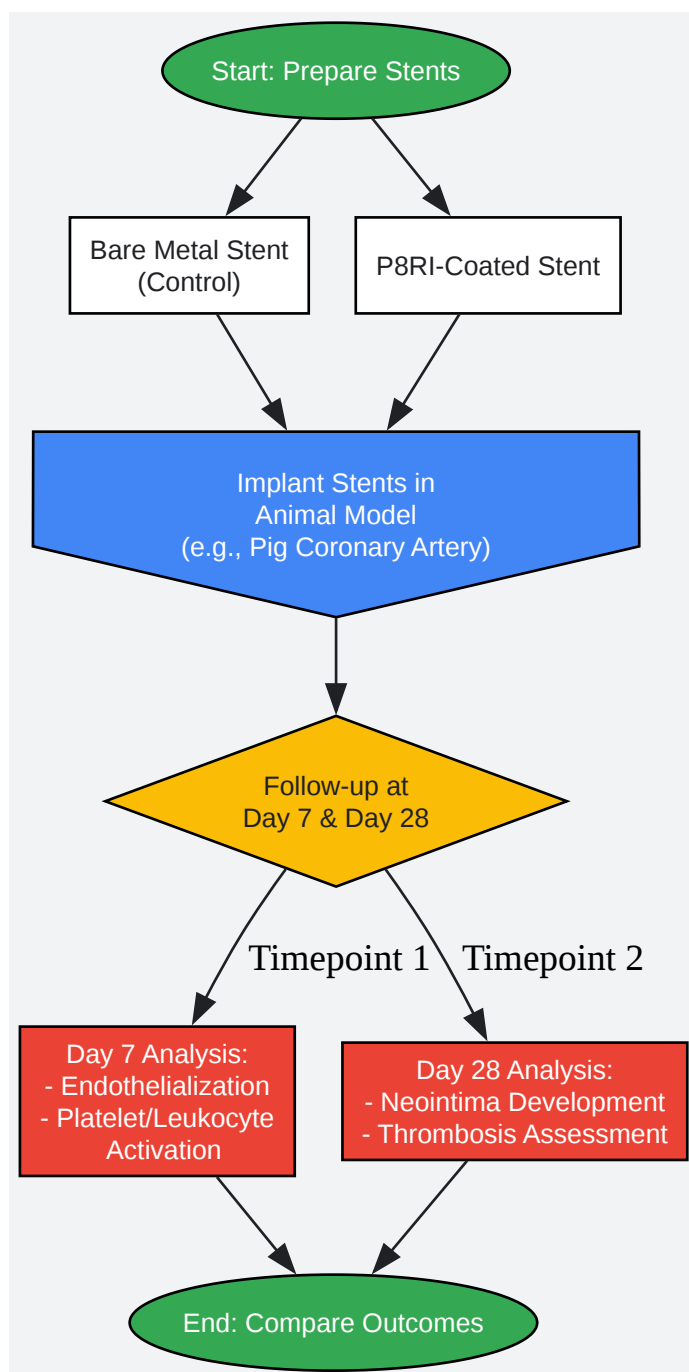 Start: Prepare Stents
Bare Metal Stent
(Control)
P8RI-Coated Stent
Implant Stents in
Animal Model
(e.g., Pig Coronary Artery)
Follow-up at
Day 7 & Day 28
Timepoint 1
Timepoint 2
Day 7 Analysis:
- Endothelialization
- Platelet/Leukocyte
Activation
Day 28 Analysis:
- Neointima Development
- Thrombosis Assessment
End: Compare Outcomes